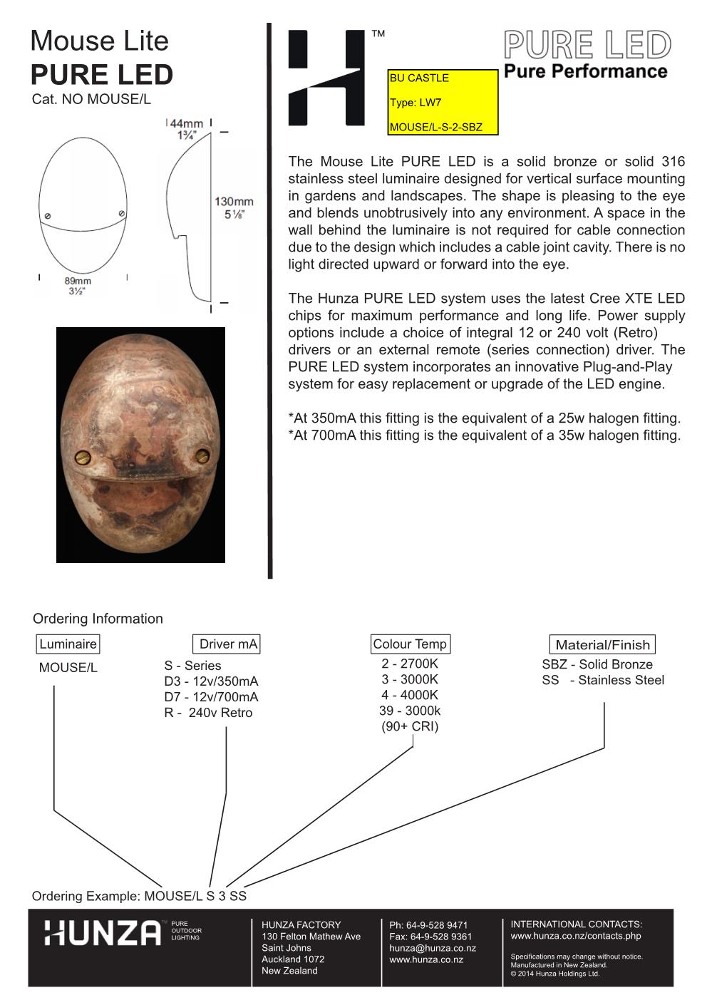 Mouse Lite
PURE LED
Cat. NO MOUSE/L
44mm
1¾"
130mm
5⅛"
89mm
3½"
TM
BU CASTLE
Type: LW7
MOUSE/L-S-2-SBZ
PURE LED
Pure Performance
The Mouse Lite PURE LED is a solid bronze or solid 316
stainless steel luminaire designed for vertical surface mounting
in gardens and landscapes. The shape is pleasing to the eye
and blends unobtrusively into any environment. A space in the
wall behind the luminaire is not required for cable connection
due to the design which includes a cable joint cavity. There is no
light directed upward or forward into the eye.
The Hunza PURE LED system uses the latest Cree XTE LED
chips for maximum performance and long life. Power supply
options include a choice of integral 12 or 240 volt (Retro)
drivers or an external remote (series connection) driver. The
PURE LED system incorporates an innovative Plug-and-Play
system for easy replacement or upgrade of the LED engine.
*At 350mA this fitting is the equivalent of a 25w halogen fitting.
*At 700mA this fitting is the equivalent of a 35w halogen fitting.
Ordering Information
Luminaire
MOUSE/L
Driver mA
S - Series
D3 - 12v/350mA
D7 - 12v/700mA
R - 240v Retro
Colour Temp
2 - 2700K
3 - 3000K
4 - 4000K
39 - 3000k
(90+ CRI)
Material/Finish
SBZ - Solid Bronze
SS - Stainless Steel
Ordering Example: MOUSE/L S 3 SS
HUNZA TM
PURE
OUTDOOR
LIGHTING
HUNZA FACTORY
130 Felton Mathew Ave
Saint Johns
Auckland 1072
New Zealand
Ph: 64-9-528 9471
Fax: 64-9-528 9361
hunza@hunza.co.nz
www.hunza.co.nz
INTERNATIONAL CONTACTS:
www.hunza.co.nz/contacts.php
Specifications may change without notice.
Manufactured in New Zealand.
© 2014 Hunza Holdings Ltd.